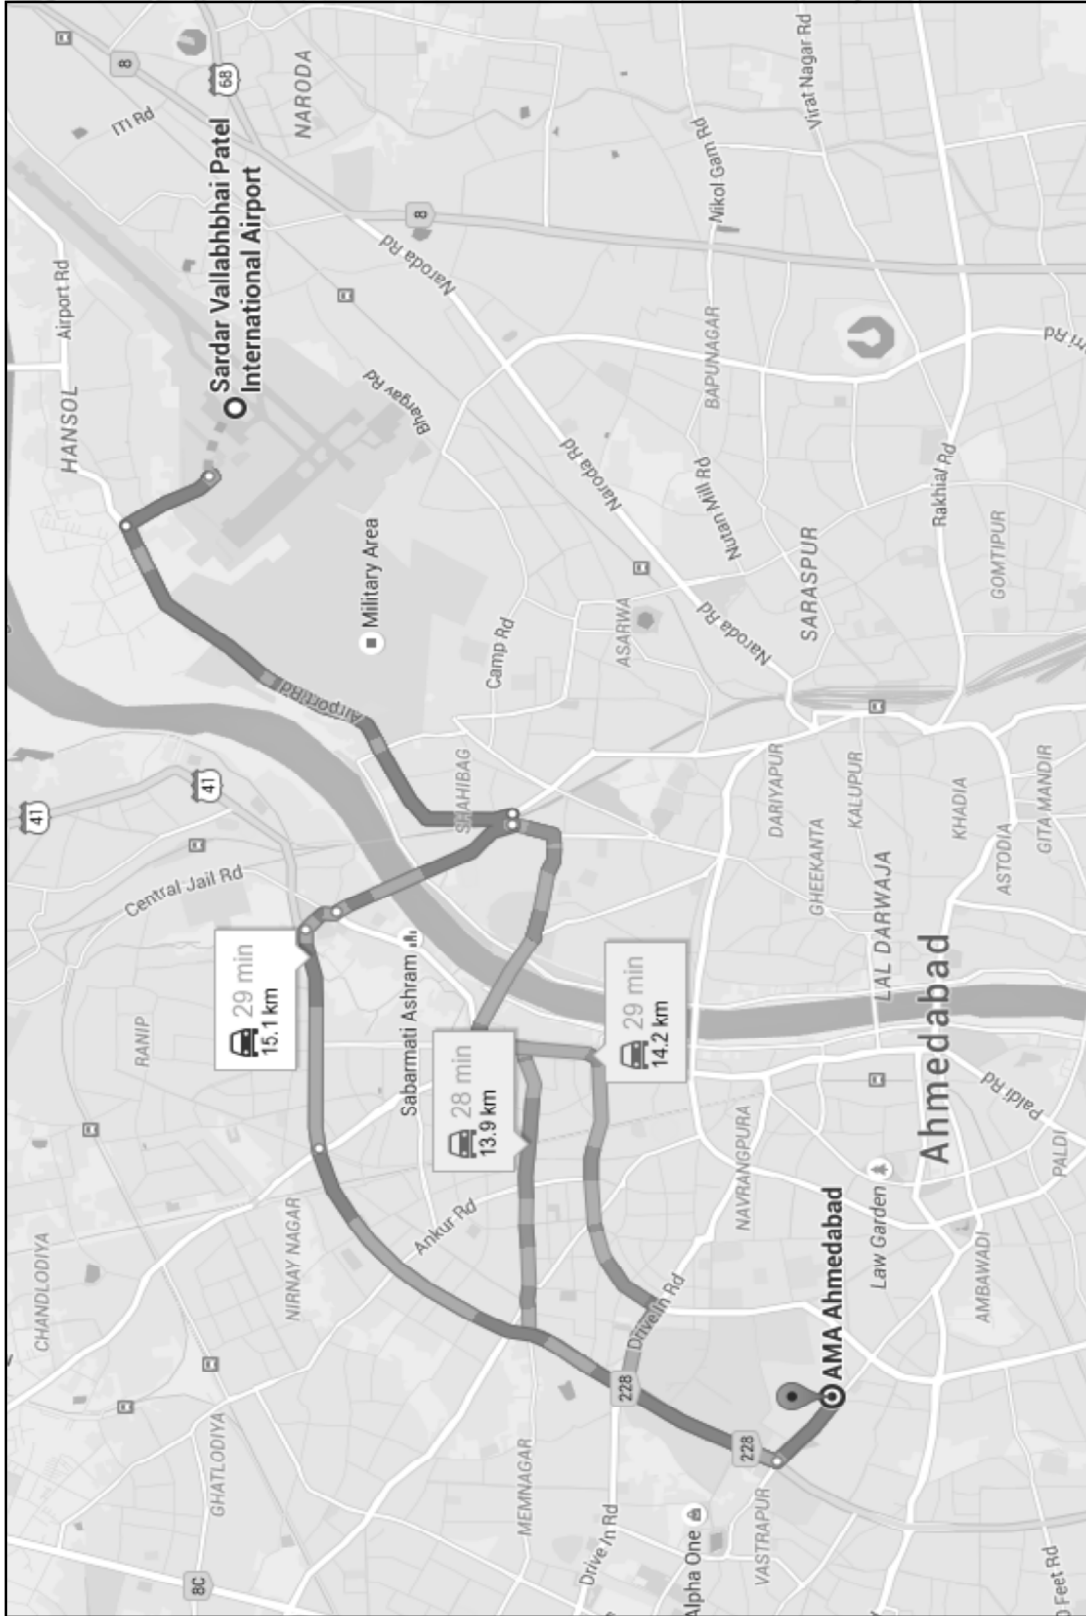 GHATLODIYA
CHANDLODIYA
8C
41
8
ITI Rd
RANIP
Central Jail Rd
41
HANSOL
Airport Rd
68
NARODA
NIRNAY NAGAR
29 min
15.1 km
Sardar Vallabhbhai Patel
International Airport
Airport Rd
Military Area
Sabarmati Ashram
Bhargav Rd
8
Naroda Rd
Ankur Rd
28 min
13.9 km
SHAHIBAG
Camp Rd
MEMNAGAR
Naroda Rd
Drive In Rd
228
Drive In Rd
29 min
14.2 km
ASARWA
Alpha One
Nutan Mill Rd
BAPUNAGAR
Nikol Gam Rd
228
NAVRANGPURA
Naroda Rd
VASTRAPUR
DARIYAPUR
SARASPUR
Virat Nagar Rd
AMA Ahmedabad
GHEEKANTA
KALUPUR
Law Garden
LAL DARWAJA
Ahmedabad
KHADIA
Rakhial Rd
AMBAWADI
Paldi Rd
ASTODIA
GOMTIPUR
PALDI
GITA MANDIR
Feet Rd